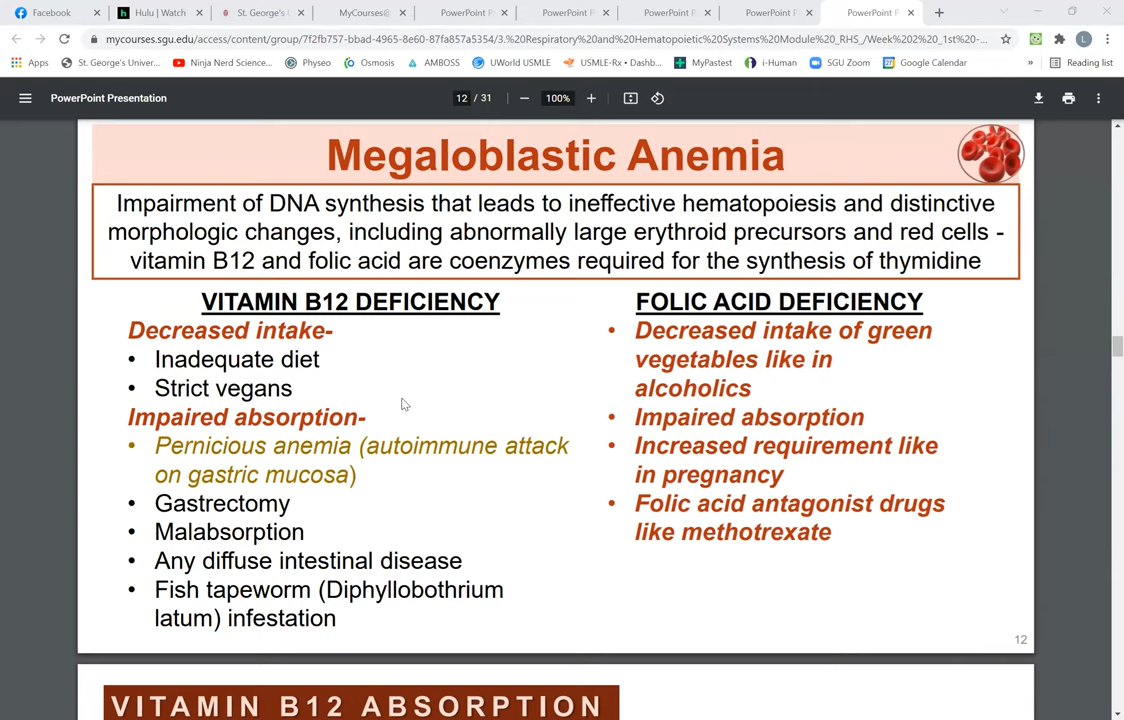 Facebook
Hulu | Watch
St. George's
MyCourses@
PowerPoint P
PowerPoint P
PowerPoint P
PowerPoint P
PowerPoint P
mycourses.sgu.edu/access/content/group/7f2fb757-bbad-4965-8e60-87fa857a5354/3.%20Respiratory%20and%20Hematopoietic%20Systems%20Module%20_RHS_/Week%202%20_1st%20-...
L
Apps
St. George's Univer...
Ninja Nerd Science...
Physeo
Osmosis
AMBOSS
UWorld USMLE
USMLE-Rx • Dashb...
MyPastest
i-Human
SGU Zoom
27 Google Calendar
»
Reading list
PowerPoint Presentation
12 / 31
100%
Megaloblastic Anemia
Impairment of DNA synthesis that leads to ineffective hematopoiesis and distinctive
morphologic changes, including abnormally large erythroid precursors and red cells -
vitamin B12 and folic acid are coenzymes required for the synthesis of thymidine
VITAMIN B12 DEFICIENCY
Decreased intake-
• Inadequate diet
• Strict vegans
Impaired absorption-
• Pernicious anemia (autoimmune attack
on gastric mucosa)
• Gastrectomy
• Malabsorption
• Any diffuse intestinal disease
• Fish tapeworm (Diphyllobothrium
latum) infestation
FOLIC ACID DEFICIENCY
• Decreased intake of green
vegetables like in
alcoholics
• Impaired absorption
• Increased requirement like
in pregnancy
• Folic acid antagonist drugs
like methotrexate
12
VITAMIN B12 ABSORPTION